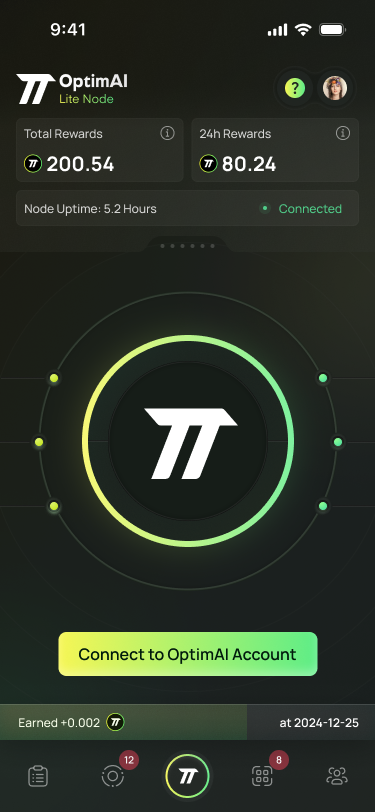 9:41
OptimAI
Lite Node
?
Total Rewards
200.54
24h Rewards
80.24
Node Uptime: 5.2 Hours
Connected
Connect to OptimAI Account
Earned +0.002
at 2024-12-25
12
8